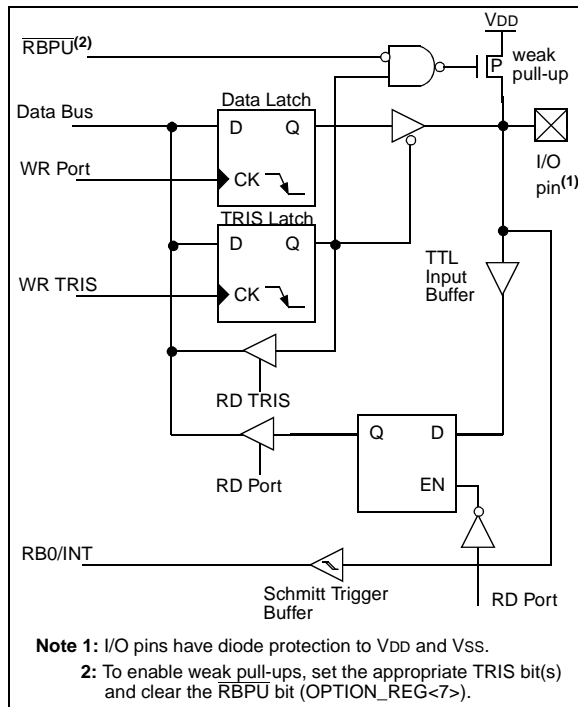 VDD
RBPU(2)
P
weak
pull-up
Data Latch
Data Bus
D
Q
I/O
pin(1)
WR Port
CK
TRIS Latch
D
Q
TTL
Input
Buffer
WR TRIS
CK
RD TRIS
Q
D
RD Port
EN
RB0/INT
Schmitt Trigger
Buffer
RD Port
Note 1: I/O pins have diode protection to VDD and VSS.
2: To enable weak pull-ups, set the appropriate TRIS bit(s)
and clear the RBPU bit (OPTION_REG<7>).